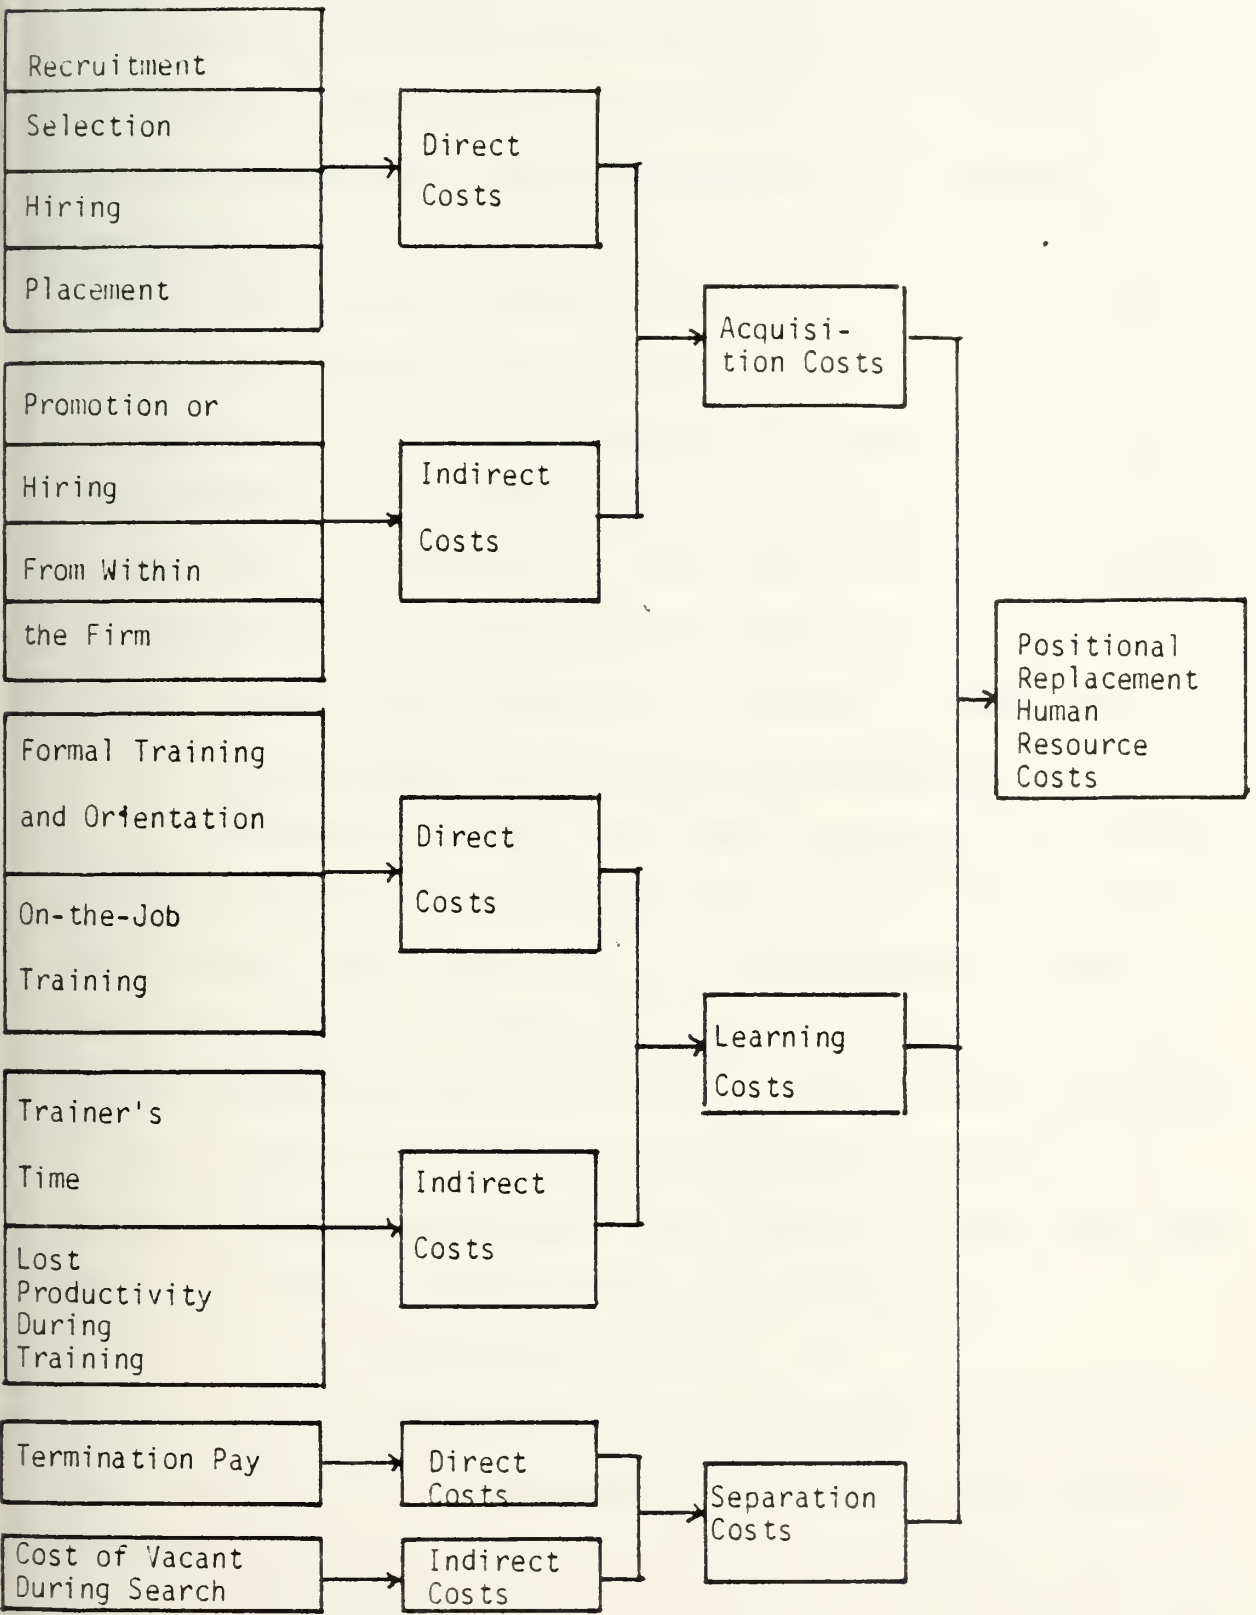 Recruitment
Selection
Hiring
Placement
Direct
Costs
Promotion or
Hiring
From Within
the Firm
Indirect
Costs
Acquisi-
tion Costs
Formal Training
and Orientation
On-the-Job
Training
Direct
Costs
Trainer's
Time
Lost
Productivity
During
Training
Indirect
Costs
Learning
Costs
Termination Pay
Direct
Costs
Cost of Vacant
During Search
Indirect
Costs
Separation
Costs
Positional
Replacement
Human
Resource
Costs